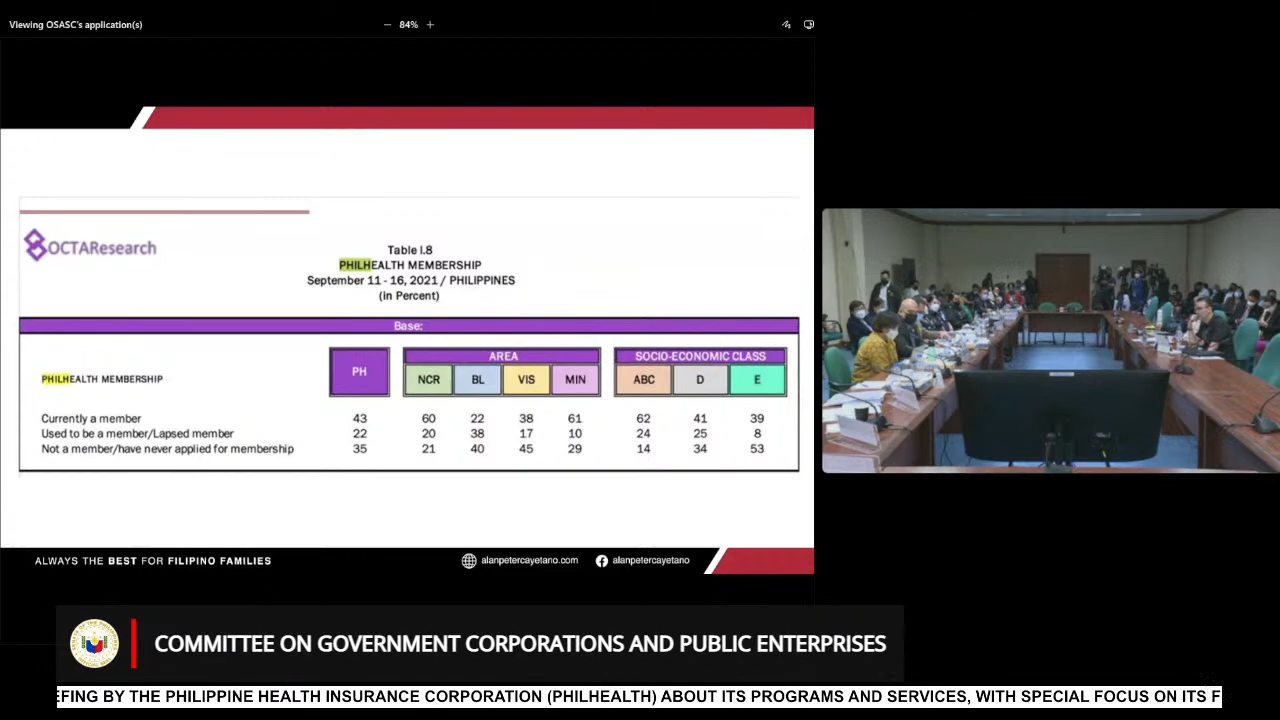 Viewing OSASC's application(s)
84%
OCTAResearch
Table I.8
PHILHEALTH MEMBERSHIP
September 11 - 16, 2021 / PHILIPPINES
(in Percent)
Base:
PHILHEALTH MEMBERSHIP
PH
AREA
SOCIO-ECONOMIC CLASS
NCR BL VIS MIN ABC D E
Currently a member 43 60 22 38 61 62 41 39
Used to be a member/Lapsed member 22 20 38 17 10 24 25 8
Not a member/have never applied for membership 35 21 40 45 29 14 34 53
ALWAYS THE BEST FOR FILIPINO FAMILIES
alanpetercayetano.com
alanpetercayetano
COMMITTEE ON GOVERNMENT CORPORATIONS AND PUBLIC ENTERPRISES
EFING BY THE PHILIPPINE HEALTH INSURANCE CORPORATION (PHILHEALTH) ABOUT ITS PROGRAMS AND SERVICES, WITH SPECIAL FOCUS ON ITS F